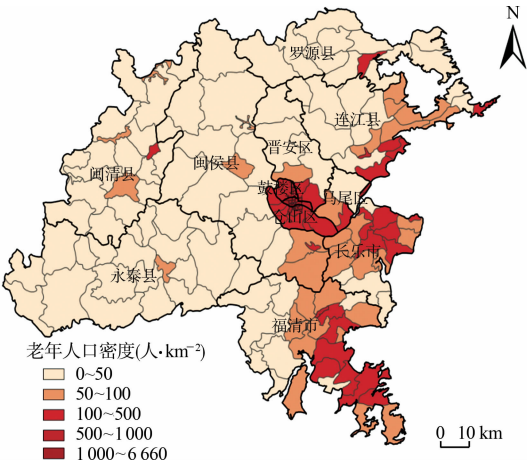 N
罗源县
连江县
晋安区
闽侯县
闽清县
鼓楼区
马尾区
仓山区
长乐市
永泰县
福清市
老年人口密度(人·km⁻²)
0~50
50~100
100~500
500~1 000
1 000~6 660
0 10 km